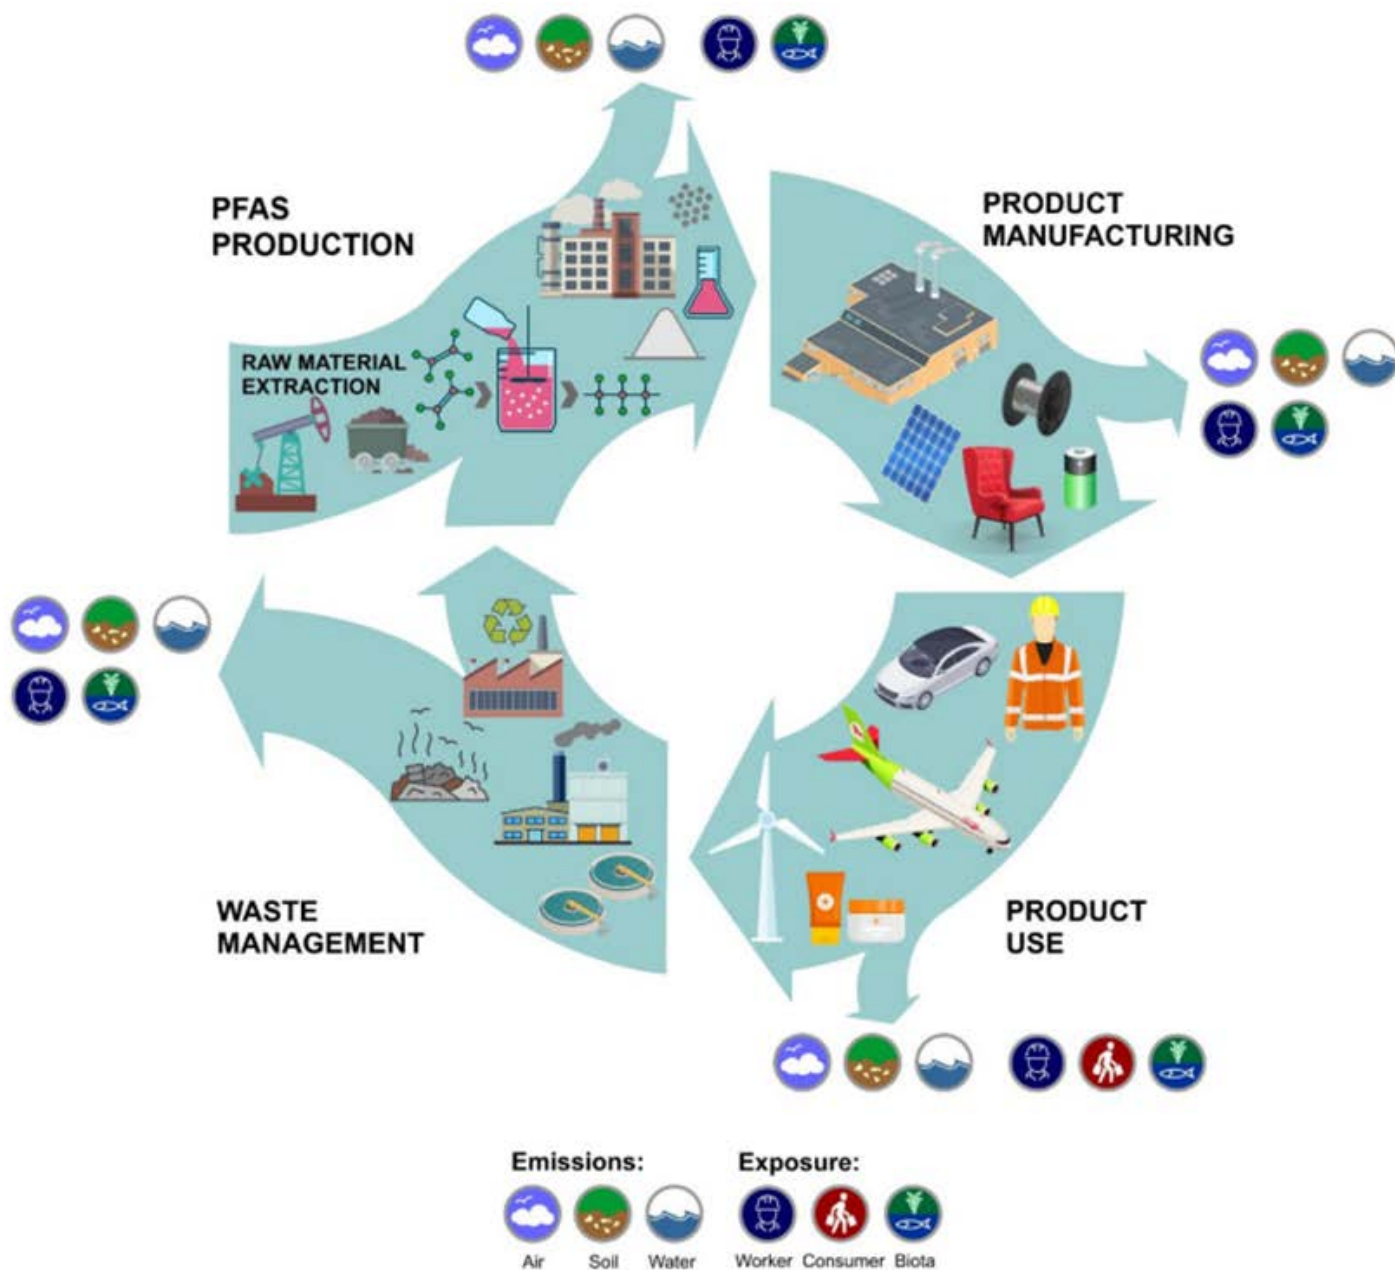 PFAS
PRODUCTION
PRODUCT
MANUFACTURING
RAW MATERIAL
EXTRACTION
WASTE
MANAGEMENT
PRODUCT
USE
Emissions:
Exposure:
Air
Soil
Water
Worker
Consumer
Biota